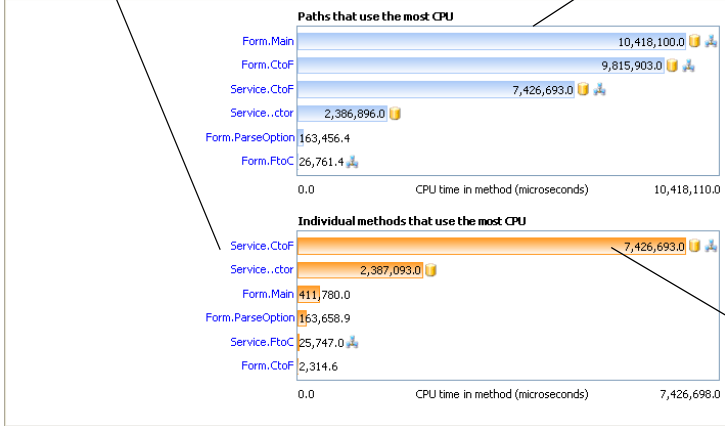 Paths that use the most CPU
Form.Main 10,418,100.0
Form.CtoF 9,815,903.0
Service.CtoF 7,426,693.0
Service..ctor 2,386,896.0
Form.ParseOption 163,456.4
Form.FtoC 26,761.4
0.0 CPU time in method (microseconds) 10,418,110.0
Individual methods that use the most CPU
Service.CtoF 7,426,693.0
Service..ctor 2,387,093.0
Form.Main 411,780.0
Form.ParseOption 163,658.9
Service.FtoC 25,747.0
Form.CtoF 2,314.6
0.0 CPU time in method (microseconds) 7,426,698.0